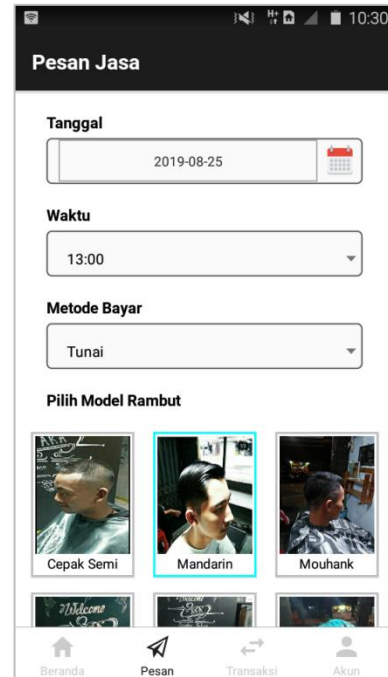 H+
10:30
Pesan Jasa
Tanggal
2019-08-25
Waktu
13:00
Metode Bayar
Tunai
Pilih Model Rambut
Cepak Semi
Mandarin
Mouhank
Welcome
Beranda
Pesan
Transaksi
Akun